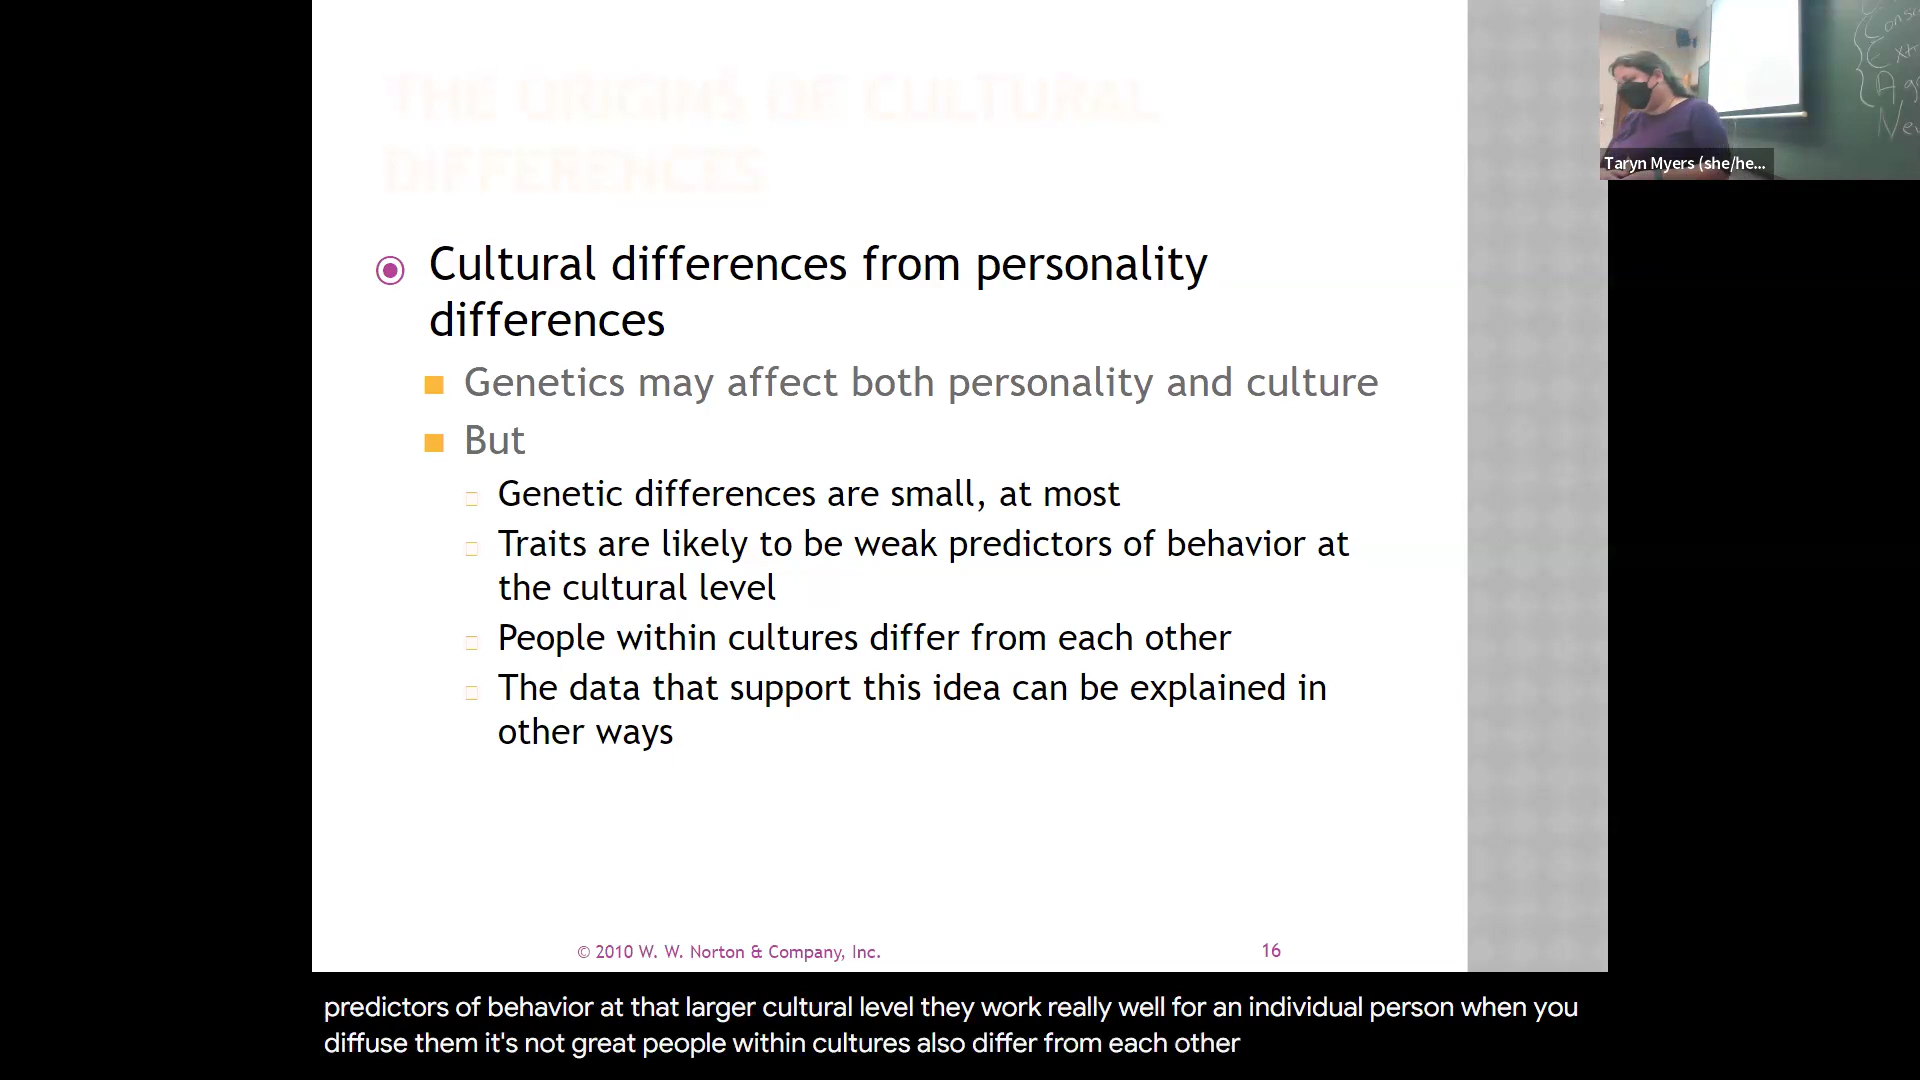 THE ORIGINS OF CULTURAL
DIFFERENCES
Cultural differences from personality
differences
Genetics may affect both personality and culture
But
Genetic differences are small, at most
Traits are likely to be weak predictors of behavior at
the cultural level
People within cultures differ from each other
The data that support this idea can be explained in
other ways
© 2010 W. W. Norton & Company, Inc.
16
Taryn Myers (she/he...
predictors of behavior at that larger cultural level they work really well for an individual person when you
diffuse them it's not great people within cultures also differ from each other